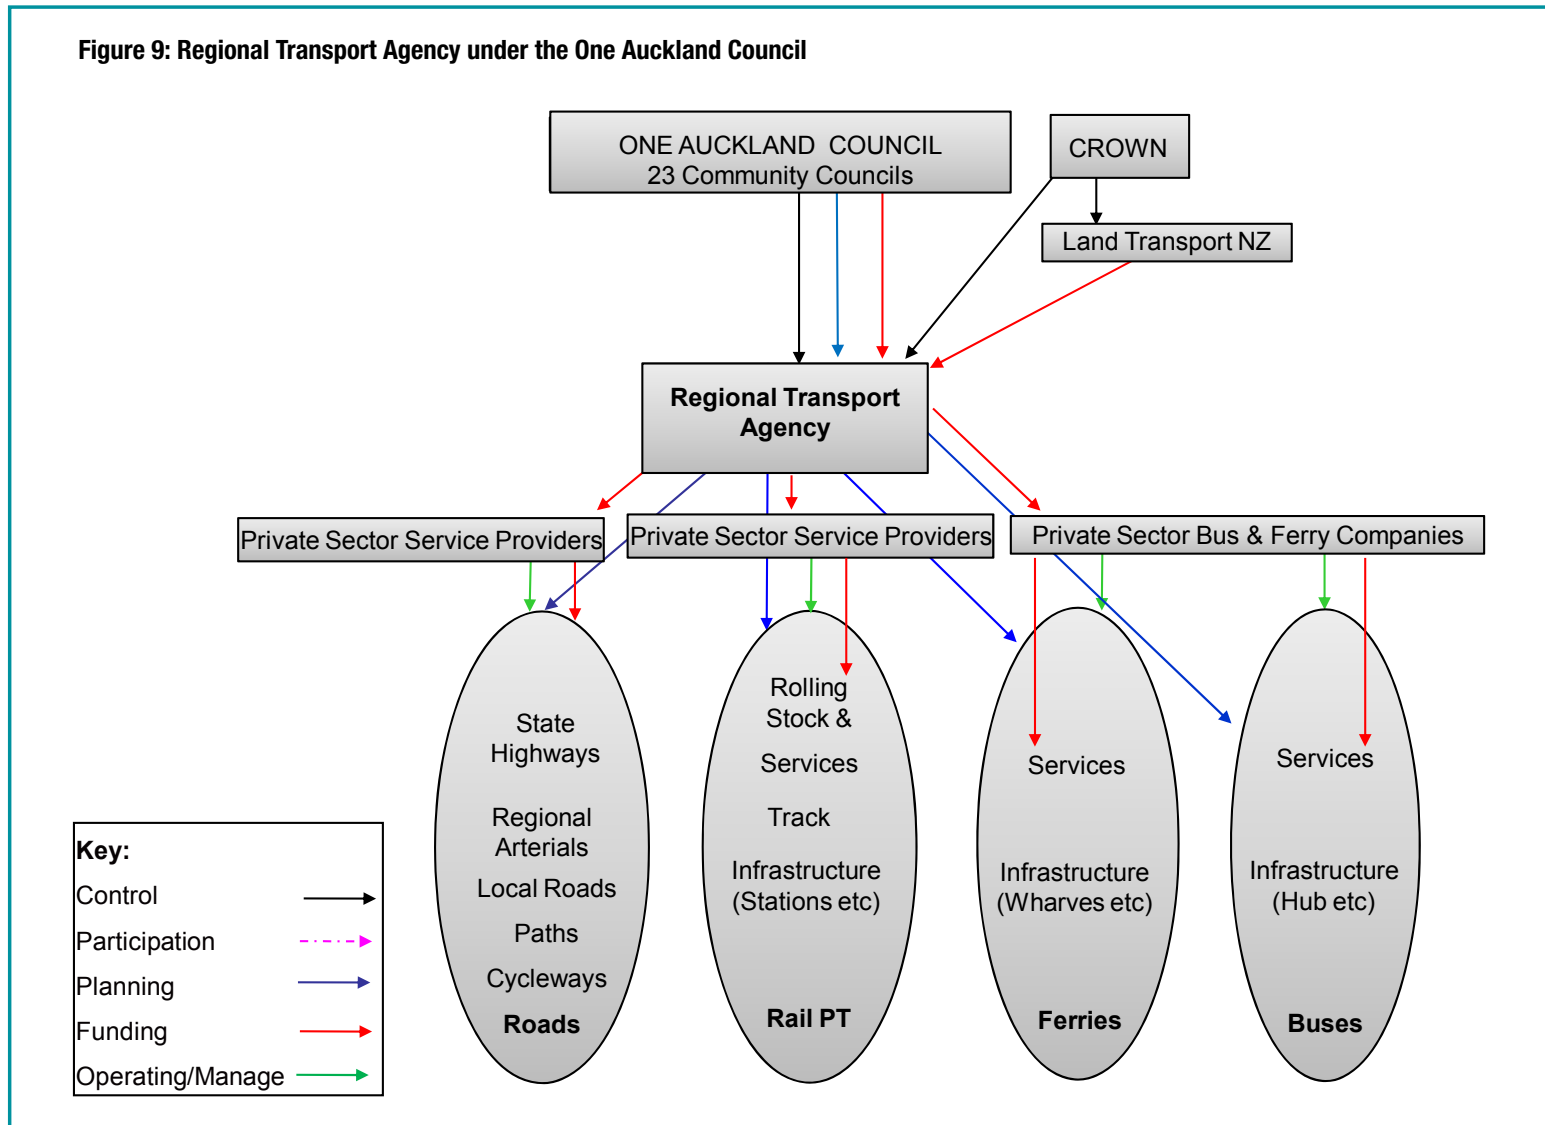 Figure 9: Regional Transport Agency under the One Auckland Council
ONE AUCKLAND COUNCIL
23 Community Councils
CROWN
Land Transport NZ
Regional Transport
Agency
Private Sector Service Providers
Private Sector Service Providers
Private Sector Bus & Ferry Companies
State
Highways
Regional
Arterials
Local Roads
Paths
Cycleways
Roads
Rolling
Stock &
Services
Track
Infrastructure
(Stations etc)
Rail PT
Services
Infrastructure
(Wharves etc)
Ferries
Services
Infrastructure
(Hub etc)
Buses
Key:
Control
Participation
Planning
Funding
Operating/Manage